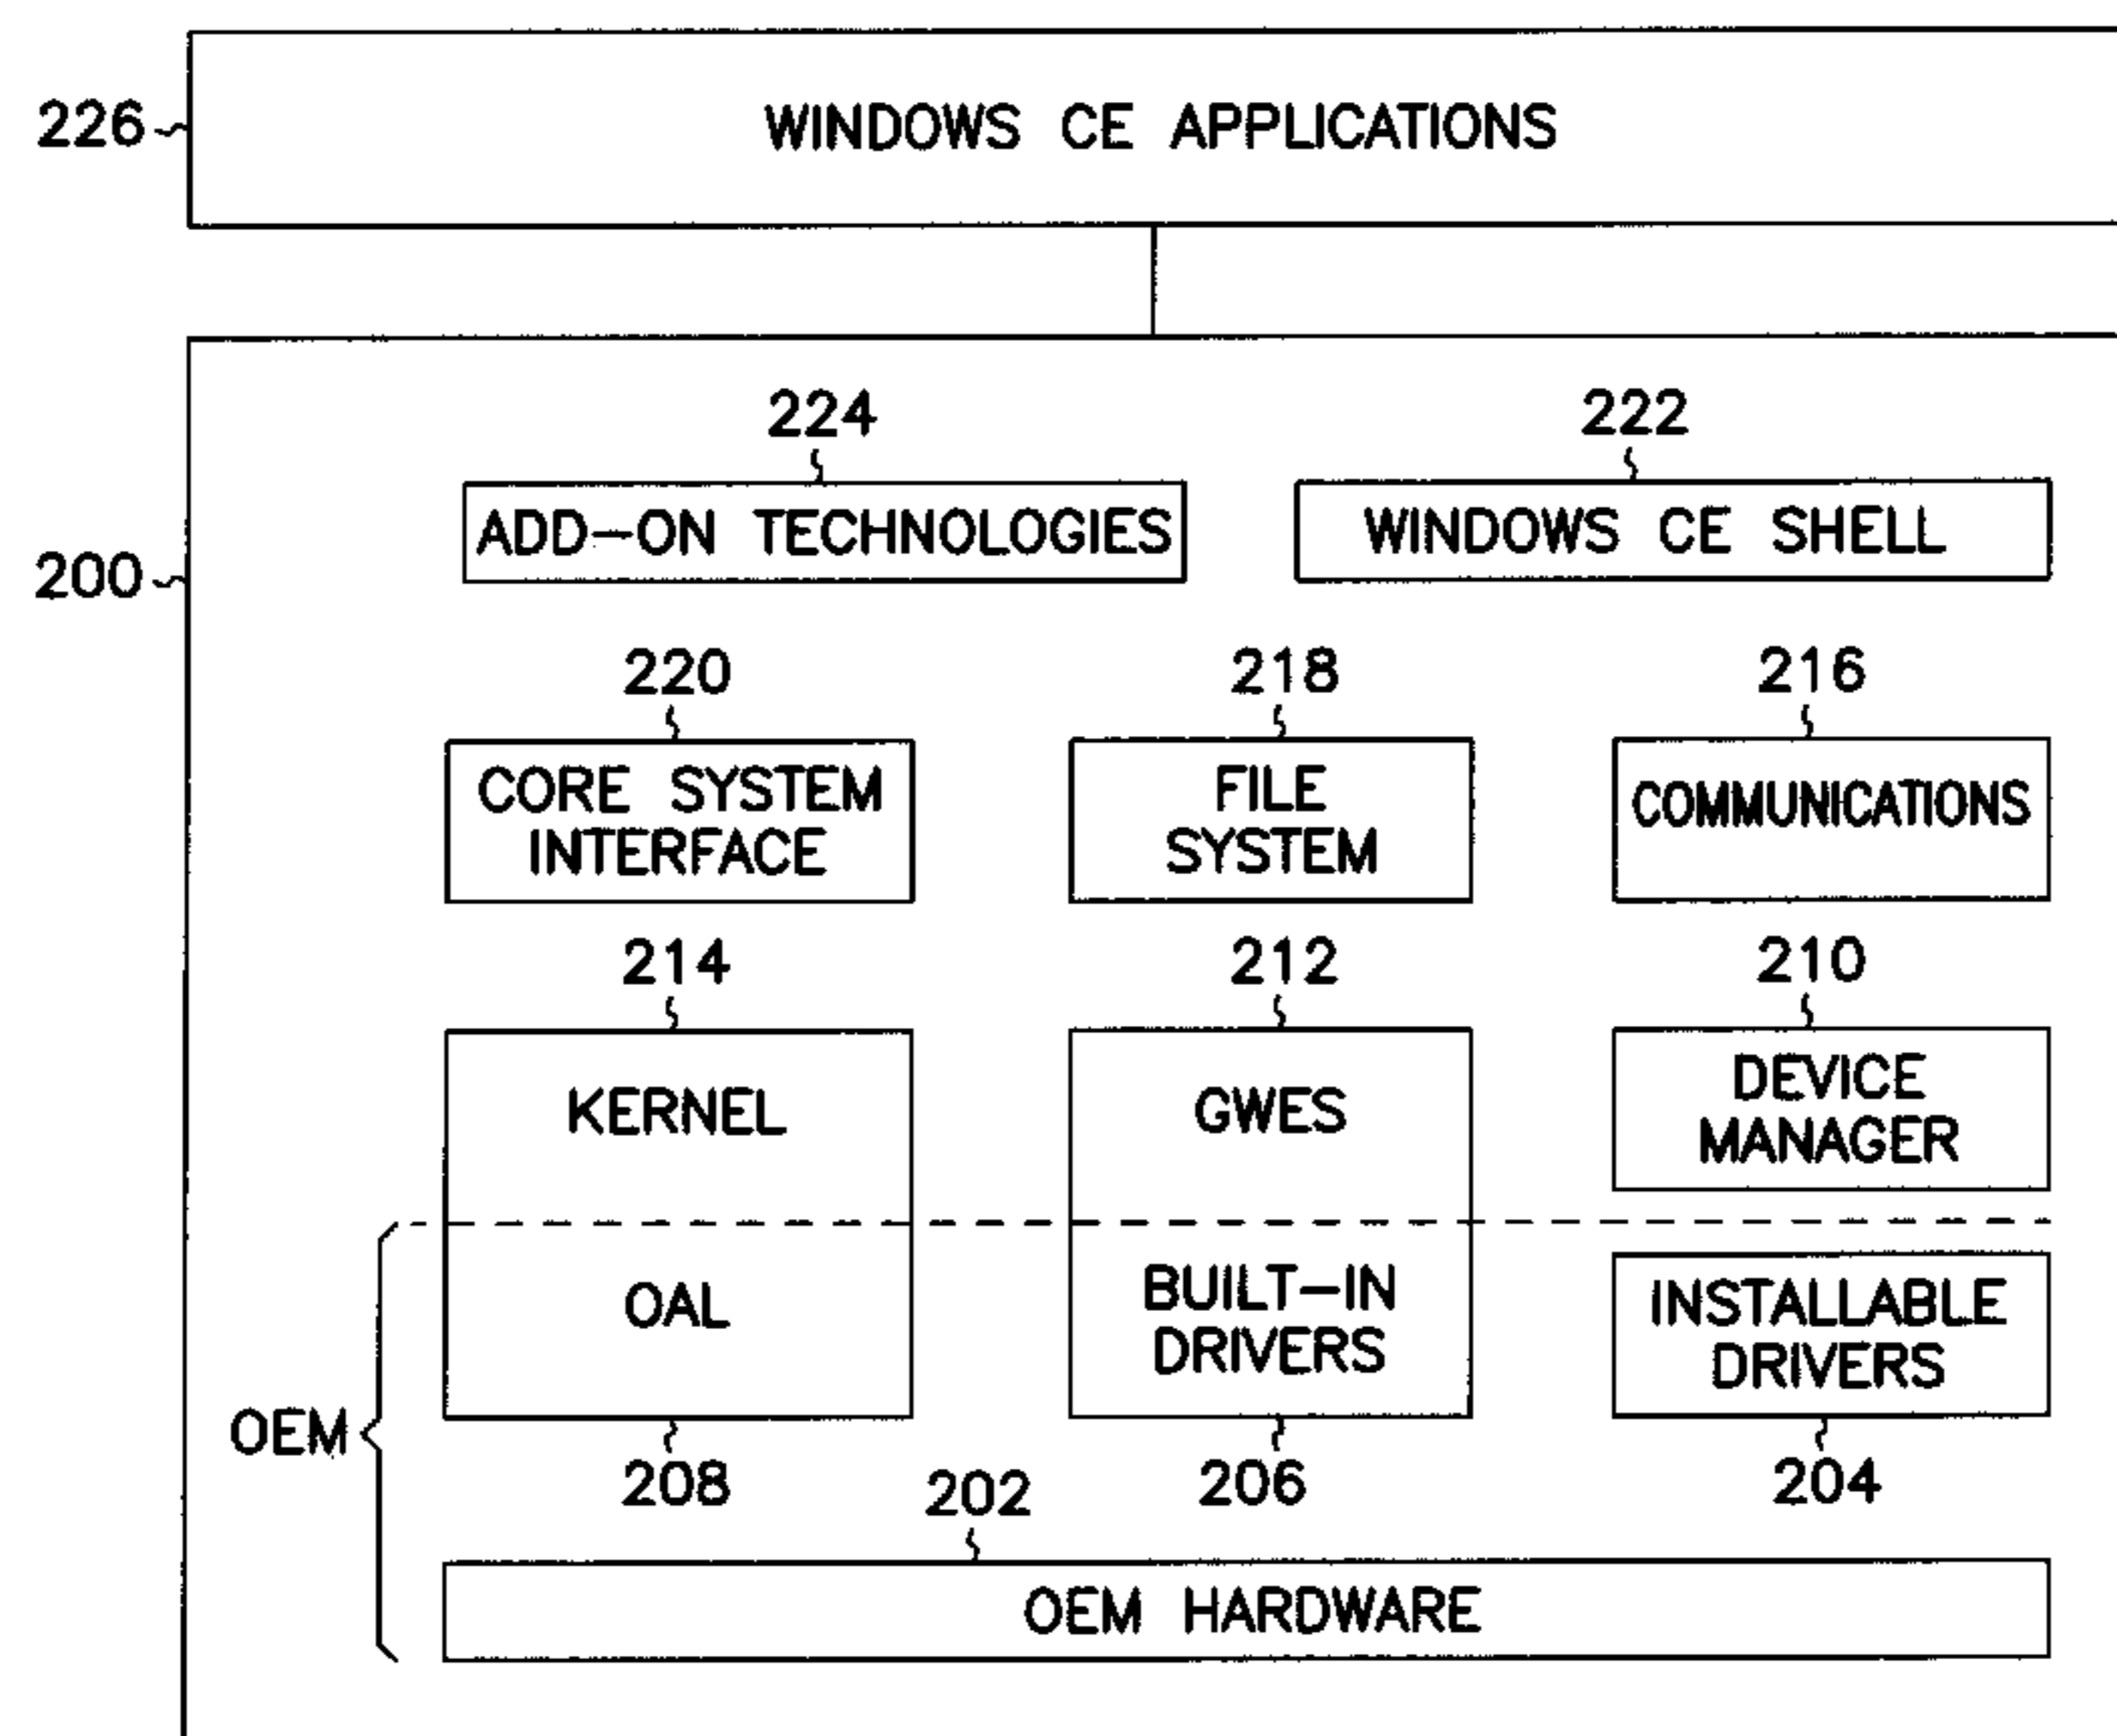 226
WINDOWS CE APPLICATIONS
224
222
ADD-ON TECHNOLOGIES
WINDOWS CE SHELL
200
220
218
216
CORE SYSTEM
INTERFACE
FILE
SYSTEM
COMMUNICATIONS
214
212
210
KERNEL
GWES
DEVICE
MANAGER
OAL
BUILT-IN
DRIVERS
INSTALLABLE
DRIVERS
OEM
208
206
204
202
OEM HARDWARE